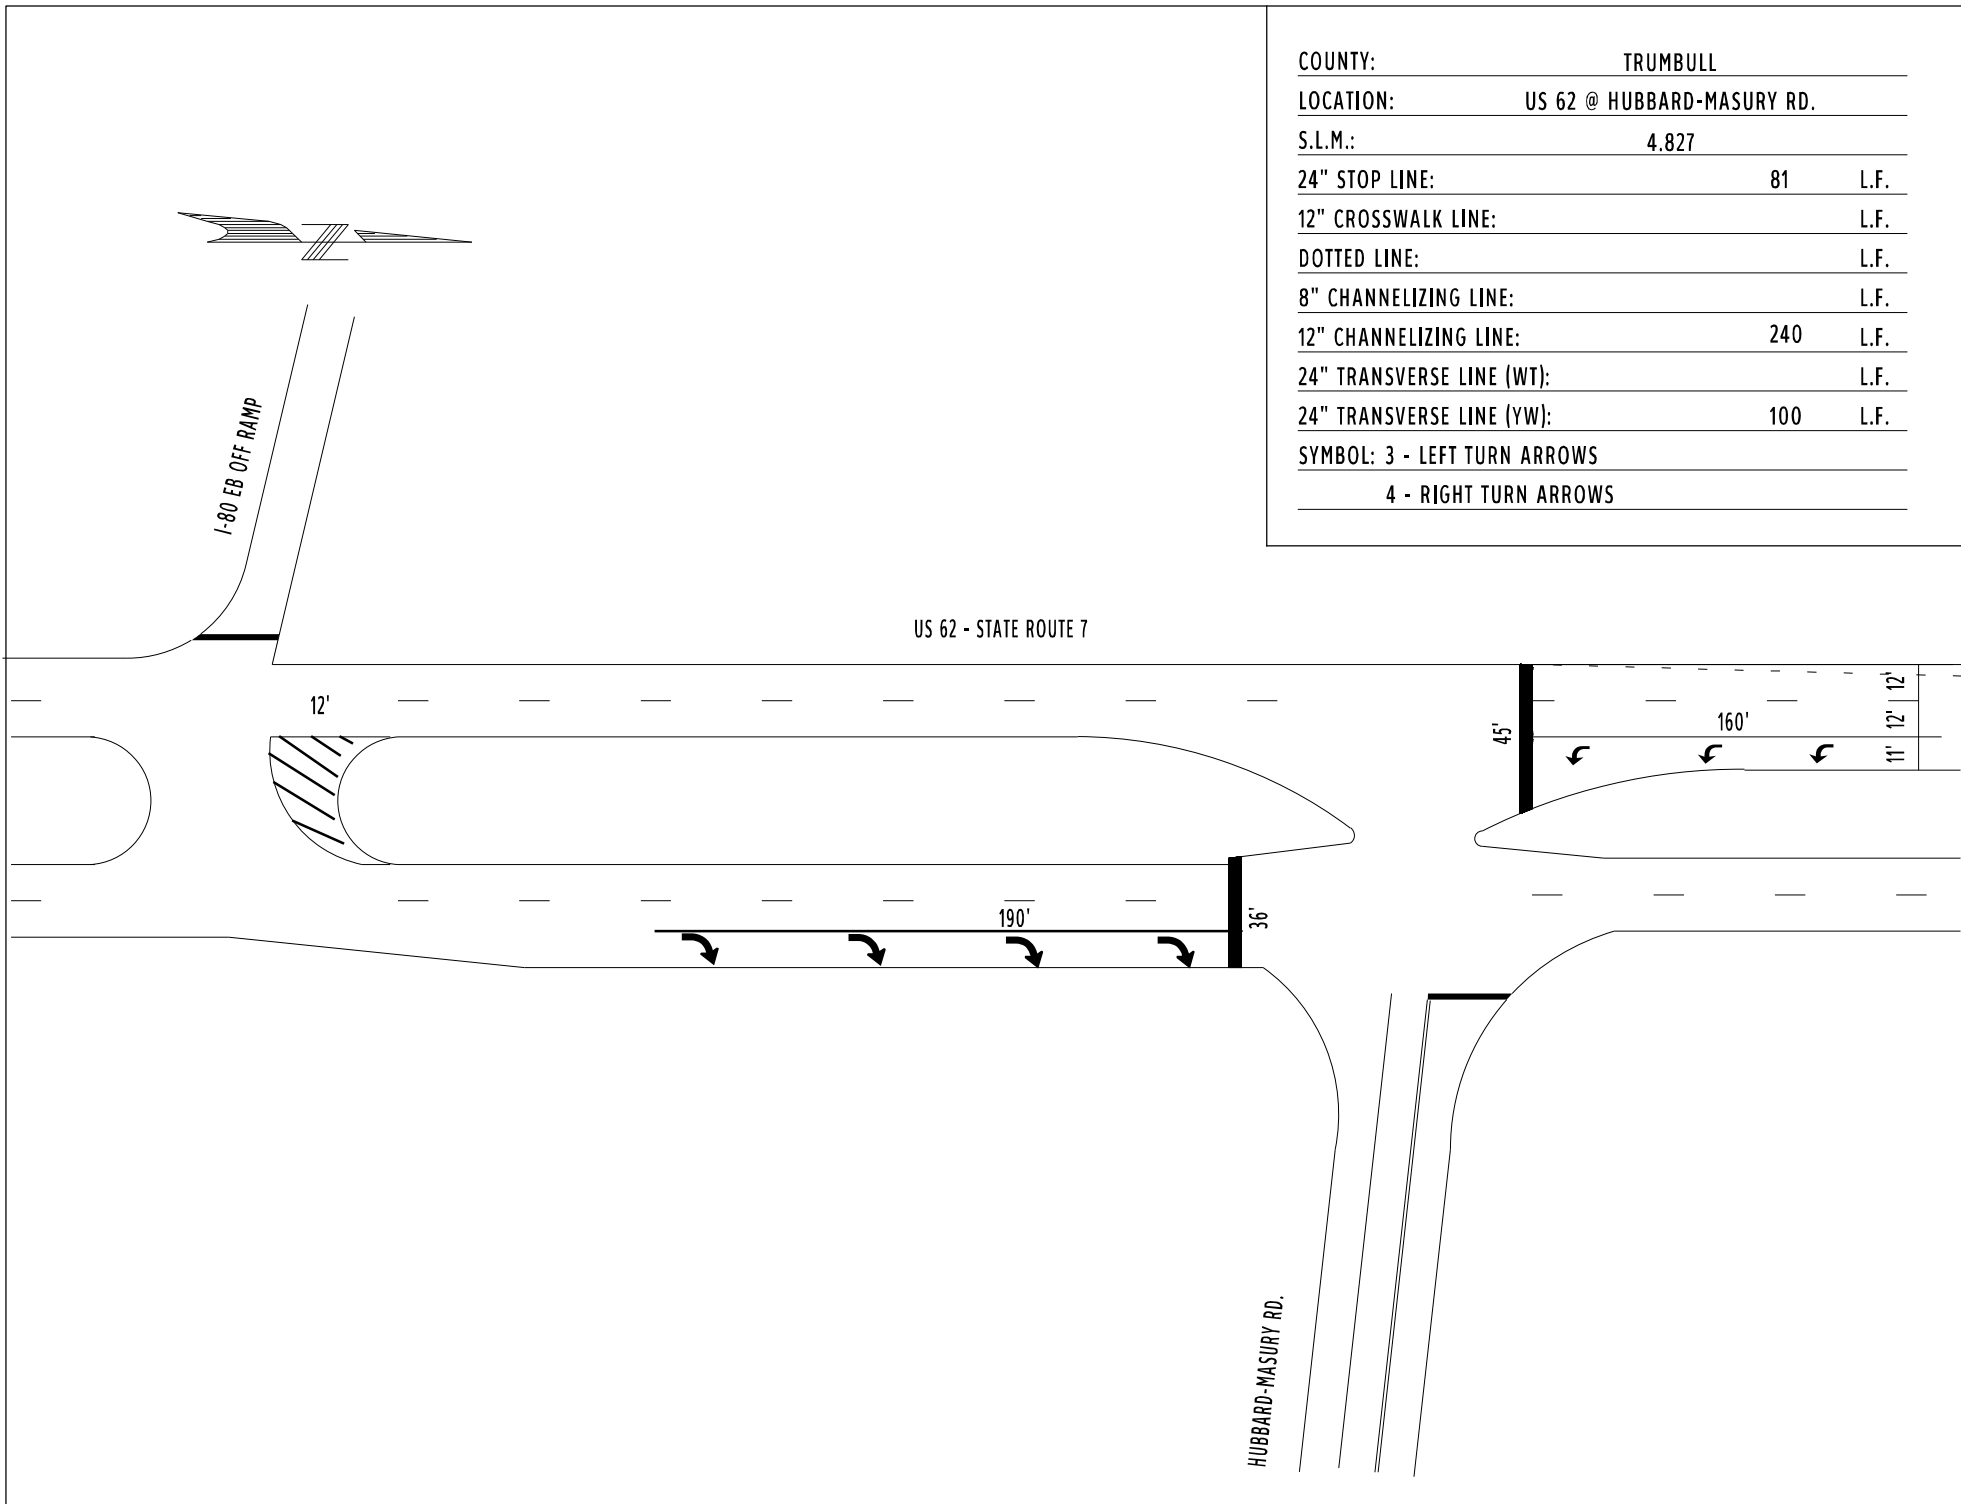 COUNTY: TRUMBULL
LOCATION: US 62 @ HUBBARD-MASURY RD.
S.L.M.: 4.827
24" STOP LINE: 81 L.F.
12" CROSSWALK LINE: L.F.
DOTTED LINE: L.F.
8" CHANNELIZING LINE: L.F.
12" CHANNELIZING LINE: 240 L.F.
24" TRANSVERSE LINE (WT): L.F.
24" TRANSVERSE LINE (YW): 100 L.F.
SYMBOL: 3 - LEFT TURN ARROWS
4 - RIGHT TURN ARROWS
Z
I-80 EB OFF RAMP
US 62 - STATE ROUTE 7
12'
45'
160'
12'
12'
11'
190'
36'
HUBBARD-MASURY RD.